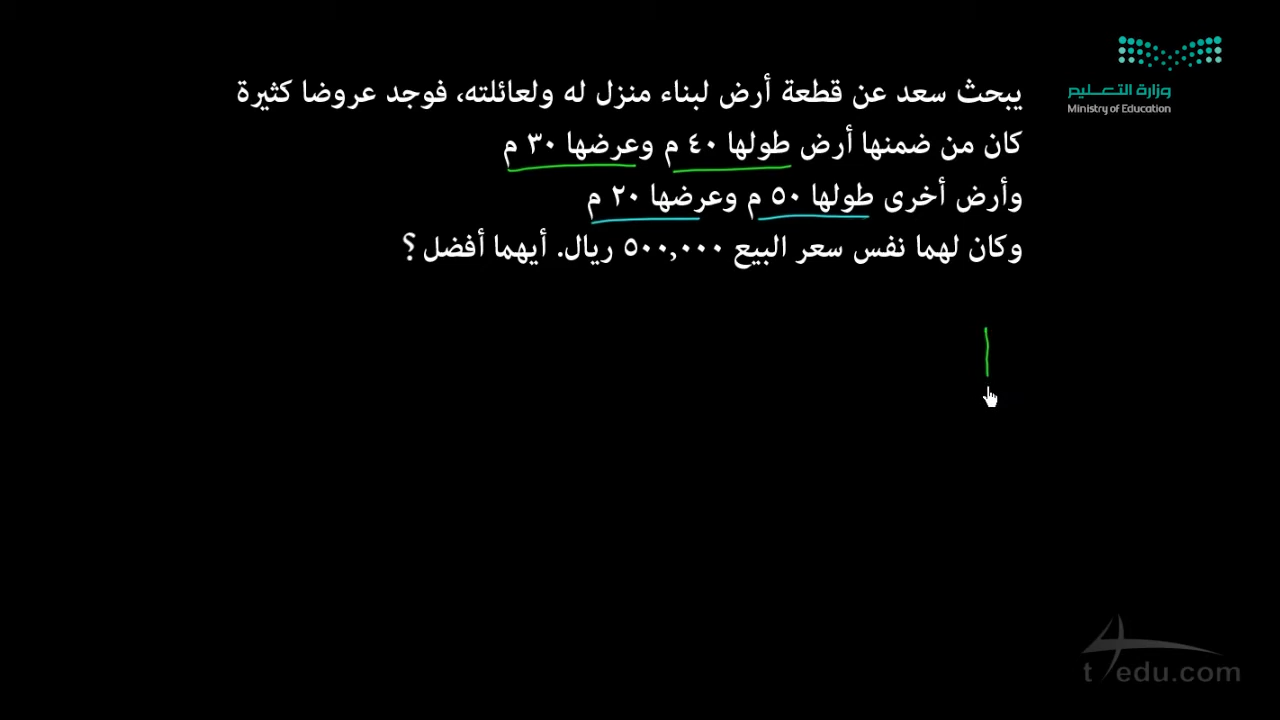 وزارة التعليم
Ministry of Education
يبحث سعد عن قطعة أرض لبناء منزل له ولعائلته، فوجد عروضا كثيرة
كان من ضمنها أرض طولها ٤٠ م وعرضها ٣٠ م
وأرض أخرى طولها ٥٠ م وعرضها ٢٠ م
وكان لهما نفس سعر البيع ٥٠٠,٠٠٠ ريال. أيهما أفضل ؟
t4edu.com